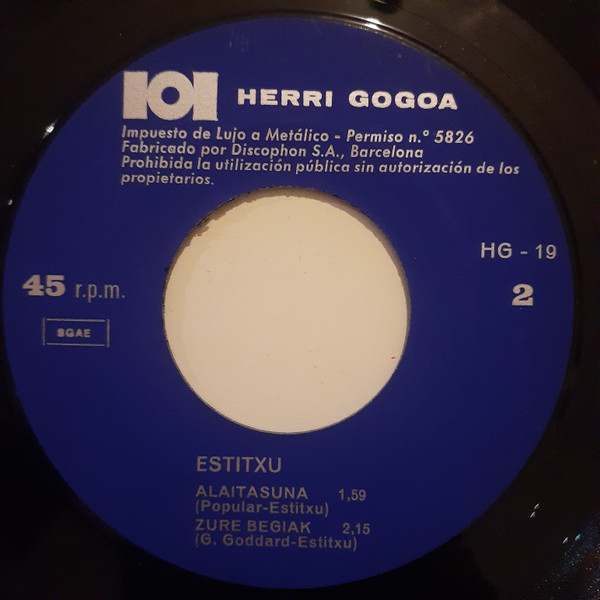 HERRI GOGOA
Impuesto de Lujo a Metálico - Permiso n.° 5826
Fabricado por Discophon S.A., Barcelona
Prohibida la utilización pública sin autorización de los
propietarios.
HG - 19
45 r.p.m.
2
SGAE
ESTITXU
ALAITASUNA 1,59
(Popular-Estitxu)
ZURE BEGIAK 2,15
(G. Goddard-Estitxu)